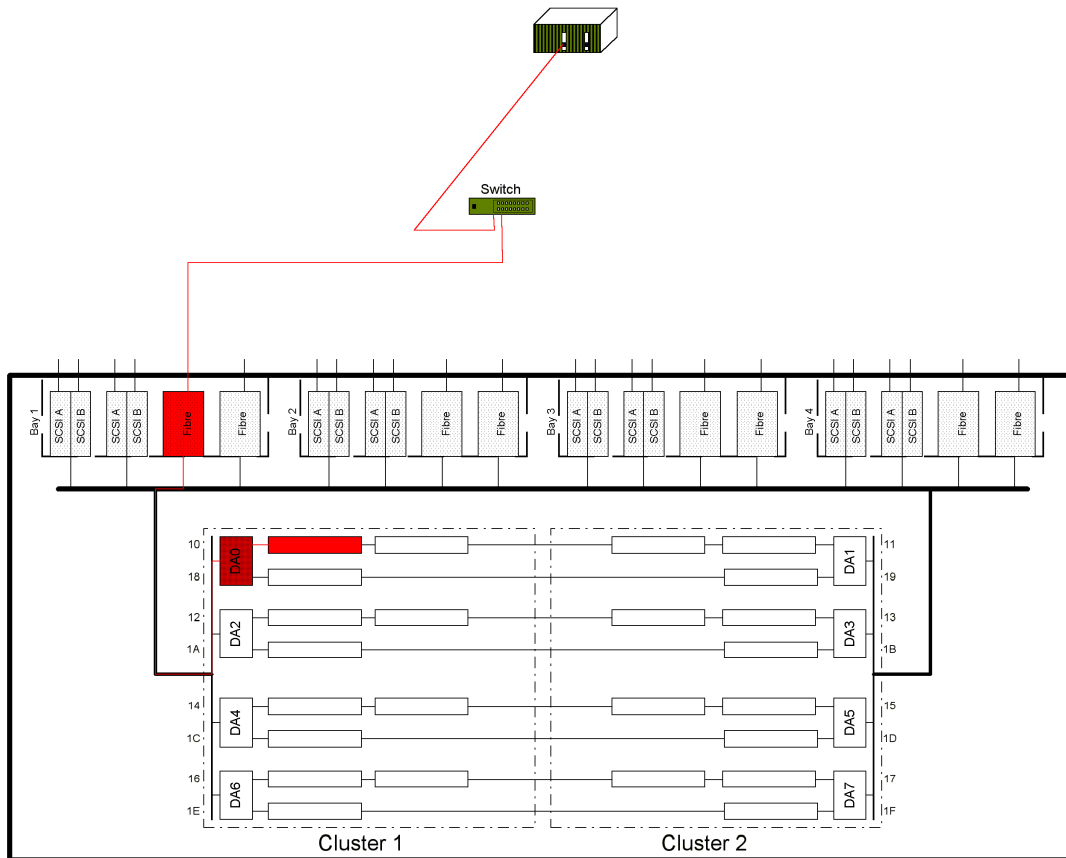 Switch
Bay 1
SCSI A
SCSI B
SCSI A
SCSI B
Fibre
Fibre
Bay 2
SCSI A
SCSI B
SCSI A
SCSI B
Fibre
Fibre
Bay 3
SCSI A
SCSI B
SCSI A
SCSI B
Fibre
Fibre
Bay 4
SCSI A
SCSI B
SCSI A
SCSI B
Fibre
Fibre
10
DA0
DA1
11
18
19
12
DA2
DA3
13
1A
1B
14
DA4
DA5
15
1C
1D
16
DA6
DA7
17
1E
1F
Cluster 1
Cluster 2